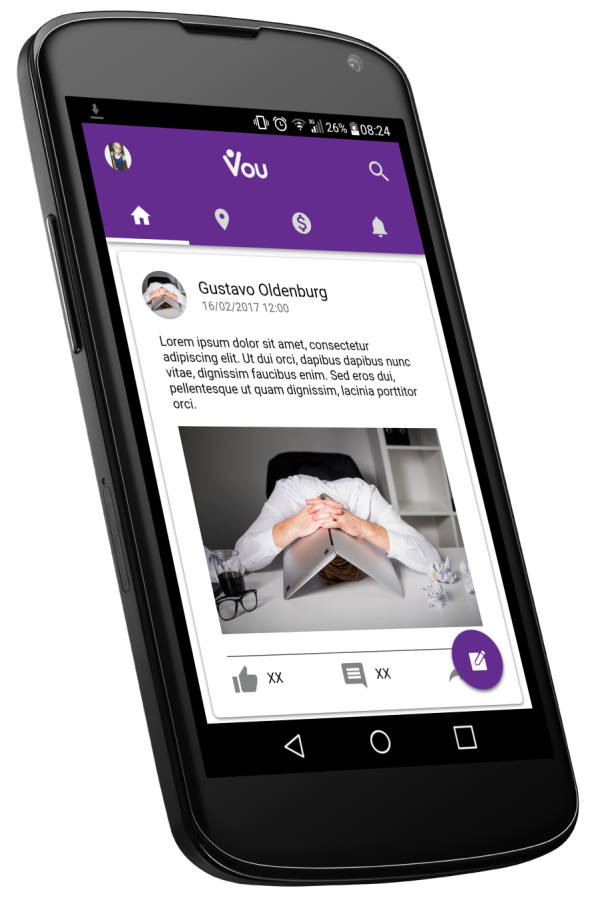 3G 26% 08:24
You
Gustavo Oldenburg
16/02/2017 12:00
Lorem ipsum dolor sit amet, consectetur
adipiscing elit. Ut dui orci, dapibus dapibus nunc
vitae, dignissim faucibus enim. Sed eros dui,
pellentesque ut quam dignissim, lacinia porttitor
orci.
XX XX